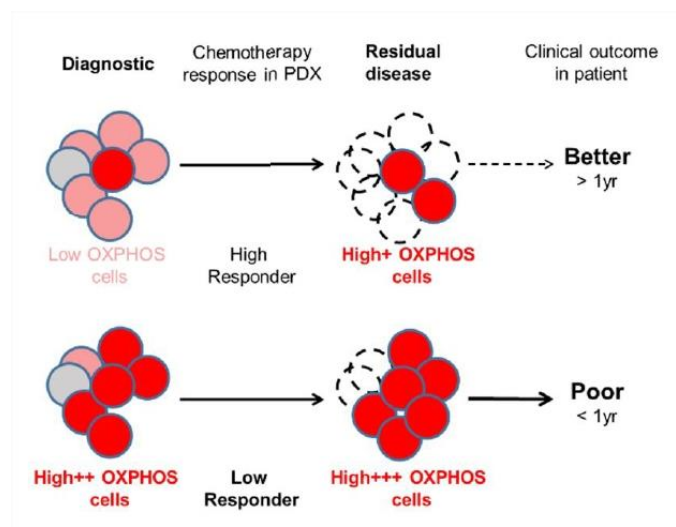 Diagnostic
Chemotherapy
response in PDX
Residual
disease
Clinical outcome
in patient
Better
> 1yr
Low OXPHOS
cells
High
Responder
High+ OXPHOS
cells
Poor
< 1yr
High++ OXPHOS
cells
Low
Responder
High+++ OXPHOS
cells